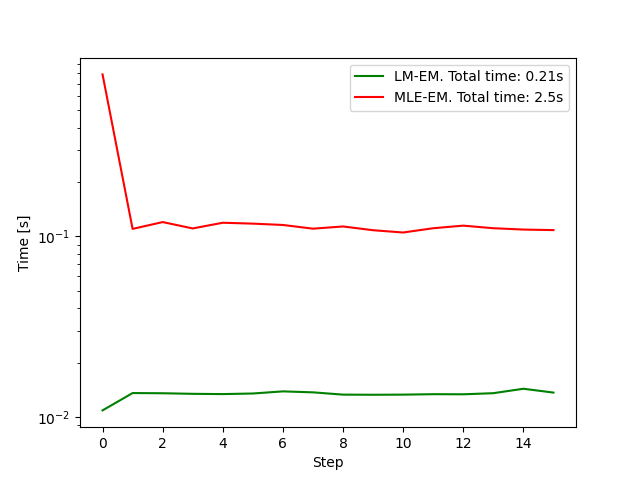 LM-EM. Total time: 0.21s
MLE-EM. Total time: 2.5s
Time [s]
10⁻¹
10⁻²
0 2 4 6 8 10 12 14
Step